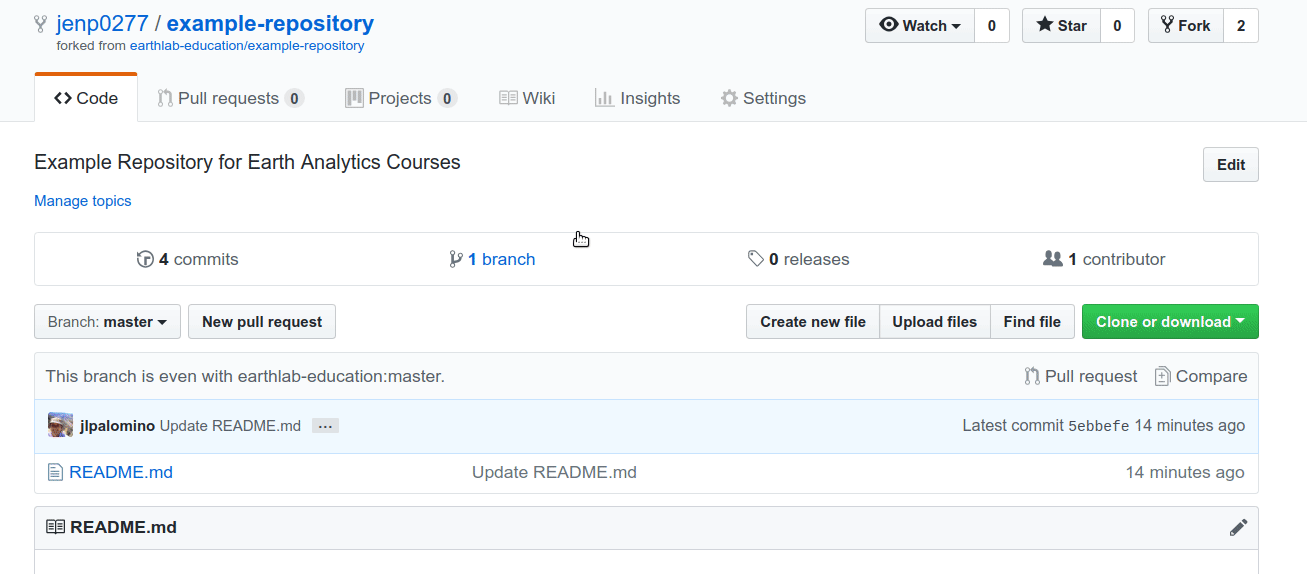 jenp0277 / example-repository
Watch 0 Star 0 Fork 2
forked from earthlab-education/example-repository
Code Pull requests 0 Projects 0 Wiki Insights Settings
Example Repository for Earth Analytics Courses
Edit
Manage topics
4 commits 1 branch 0 releases 1 contributor
Branch: master New pull request Create new file Upload files Find file Clone or download
This branch is even with earthlab-education:master. Pull request Compare
jlpalomino Update README.md ... Latest commit 5ebbefe 14 minutes ago
README.md Update README.md 14 minutes ago
README.md